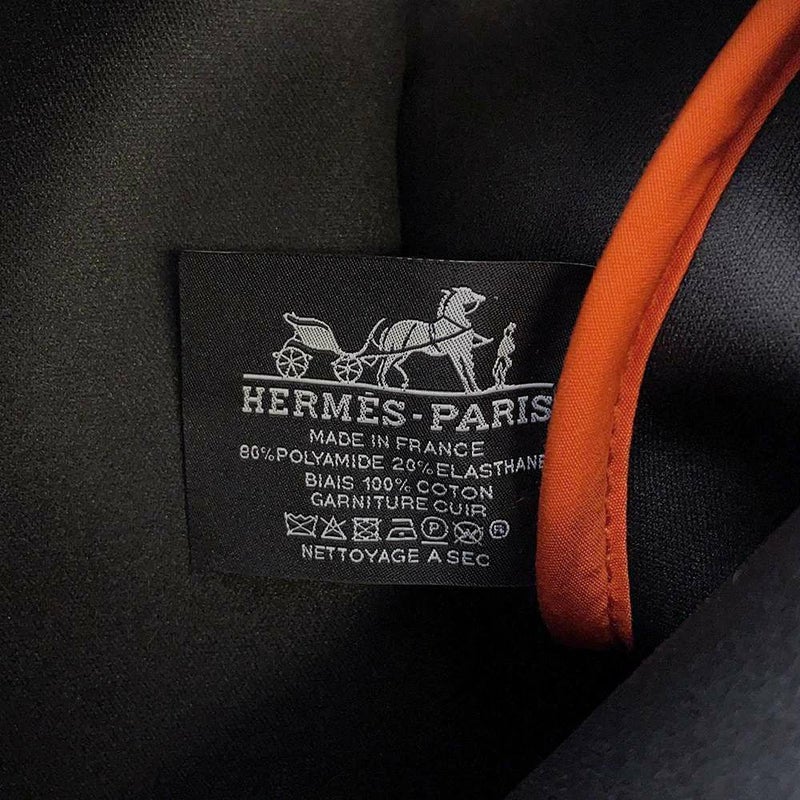 HERMÈS-PARIS
MADE IN FRANCE
80% POLYAMIDE 20% ELASTHANE
BIAIS 100% COTON
GARNITURE CUIR
P
NETTOYAGE A SEC